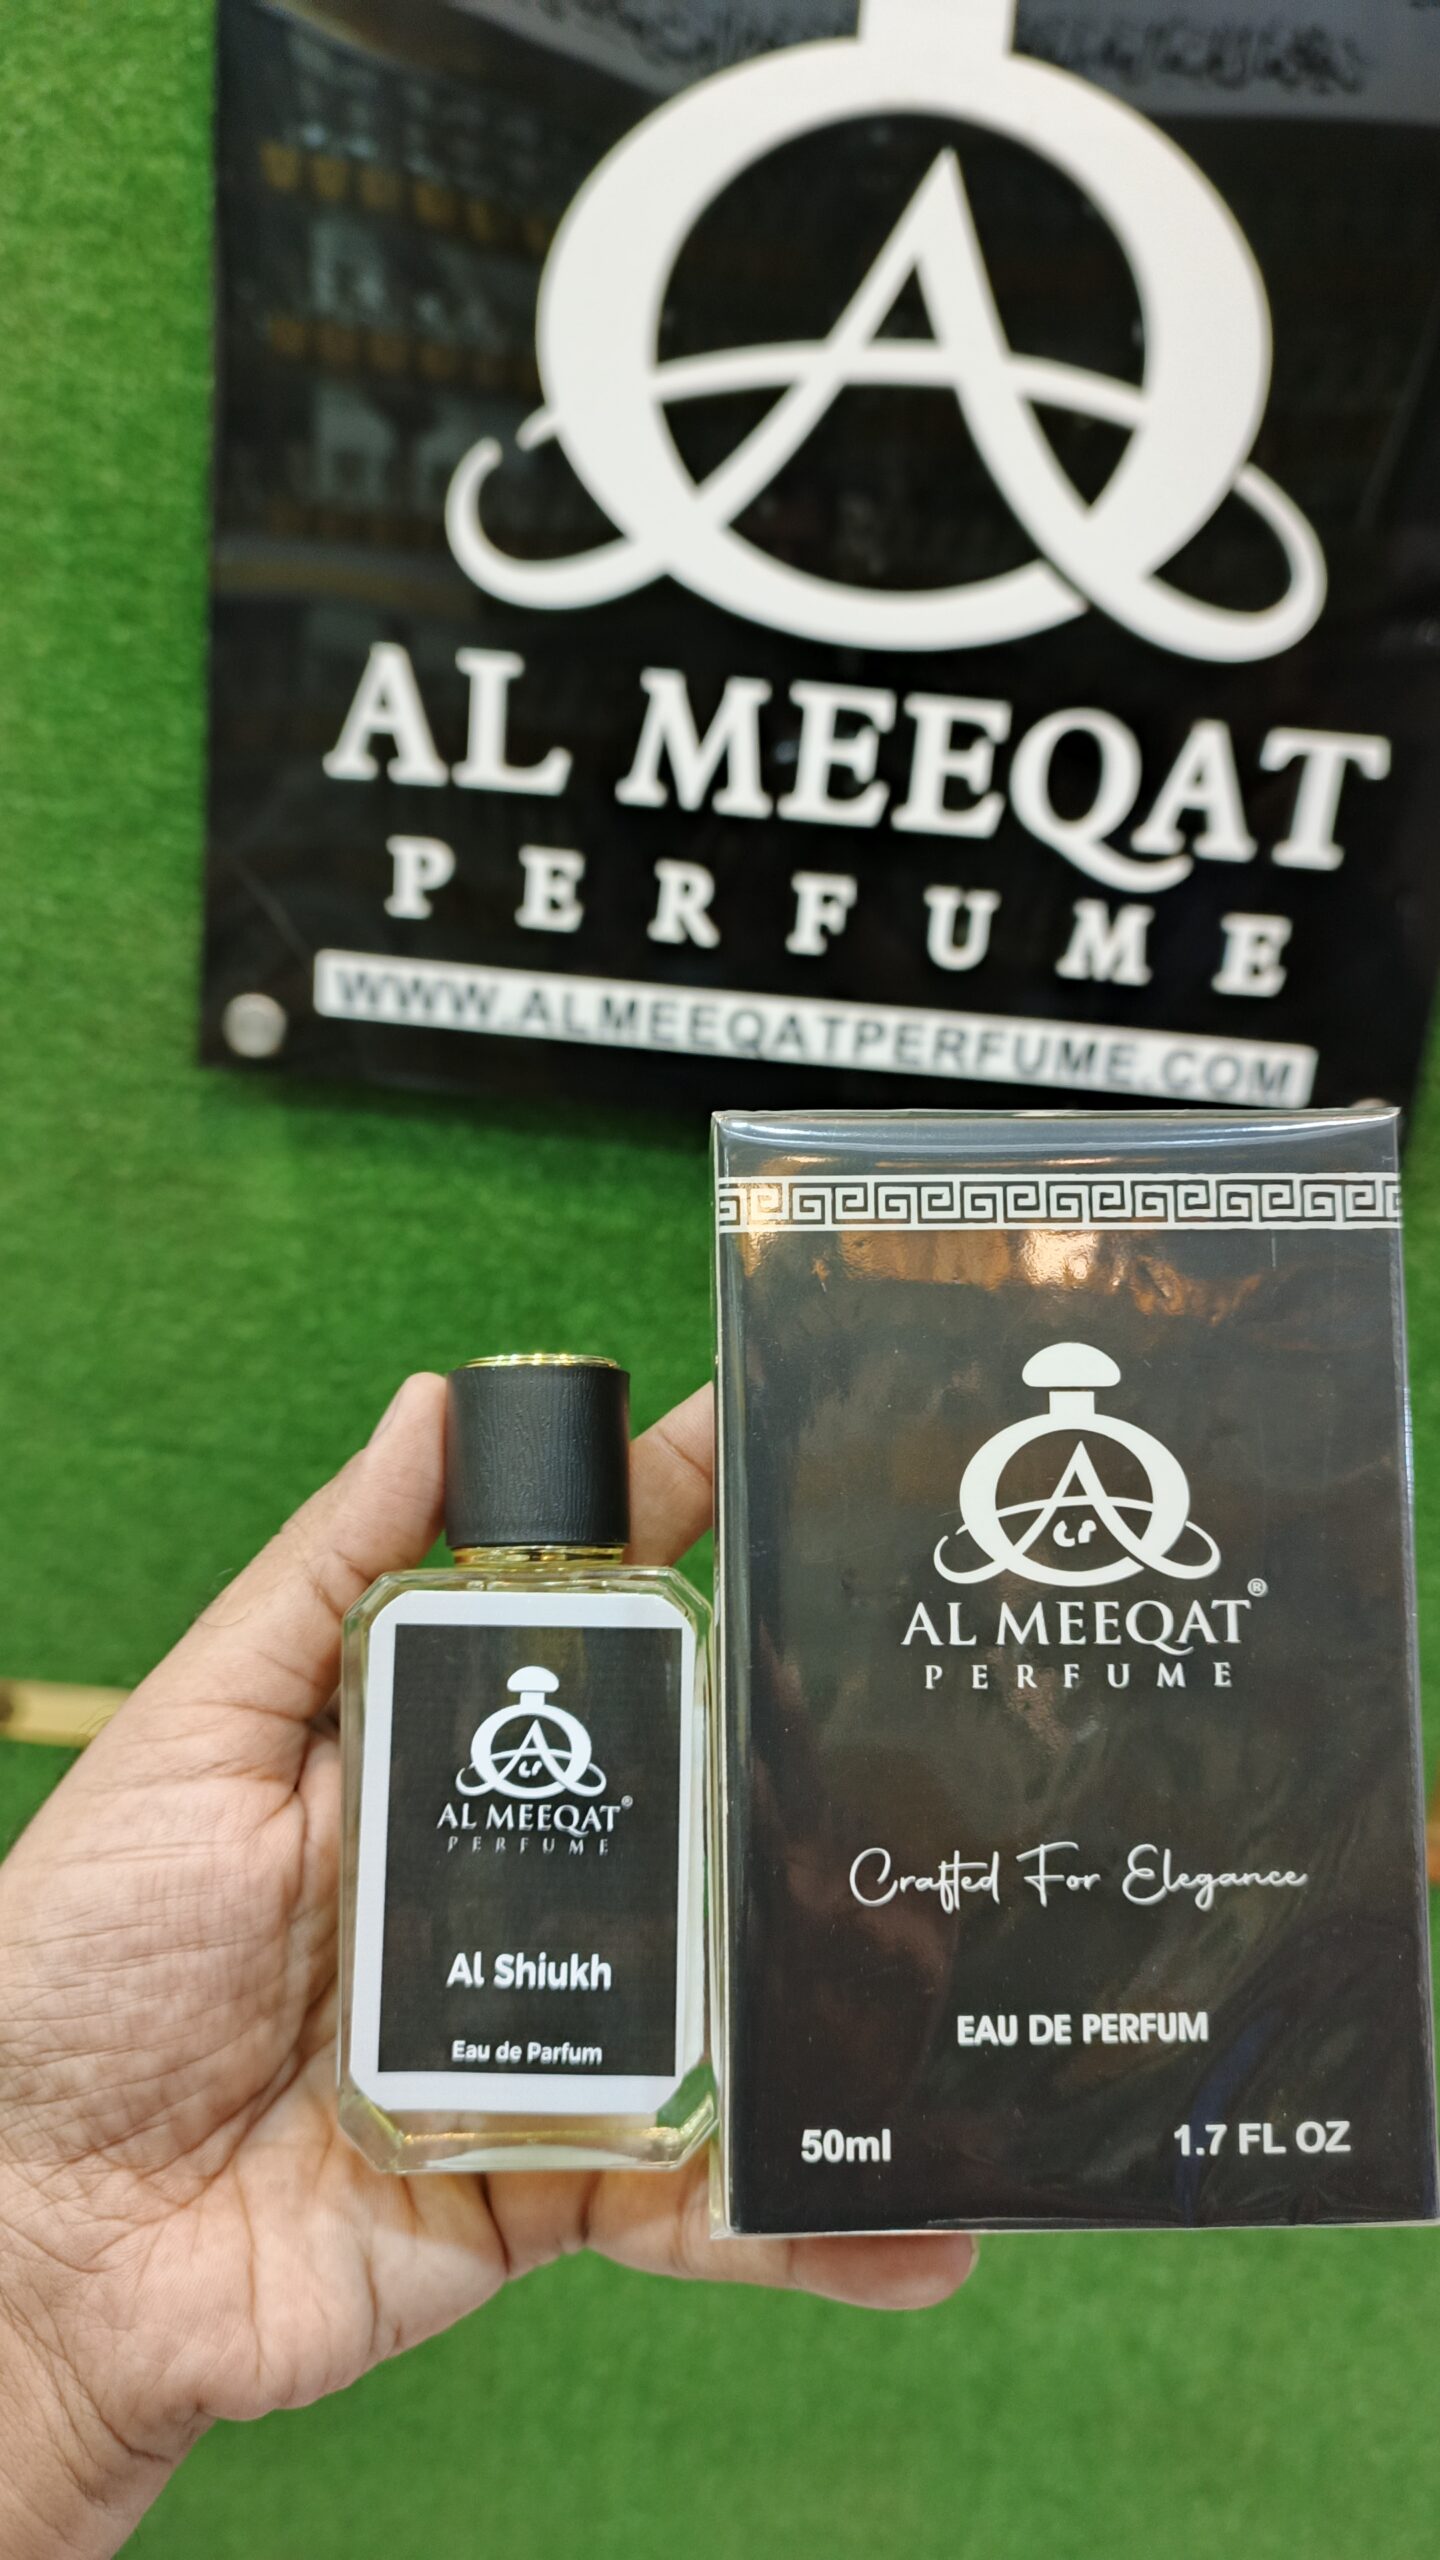 AL MEEQAT
PERFUME
WWW.ALMEEQATPERFUME.COM
AL MEEQAT®
PERFUME
Crafted For Elegance
EAU DE PERFUM
50ml 1.7 FL OZ
AL MEEQAT®
PERFUME
Al Shiukh
Eau de Parfum